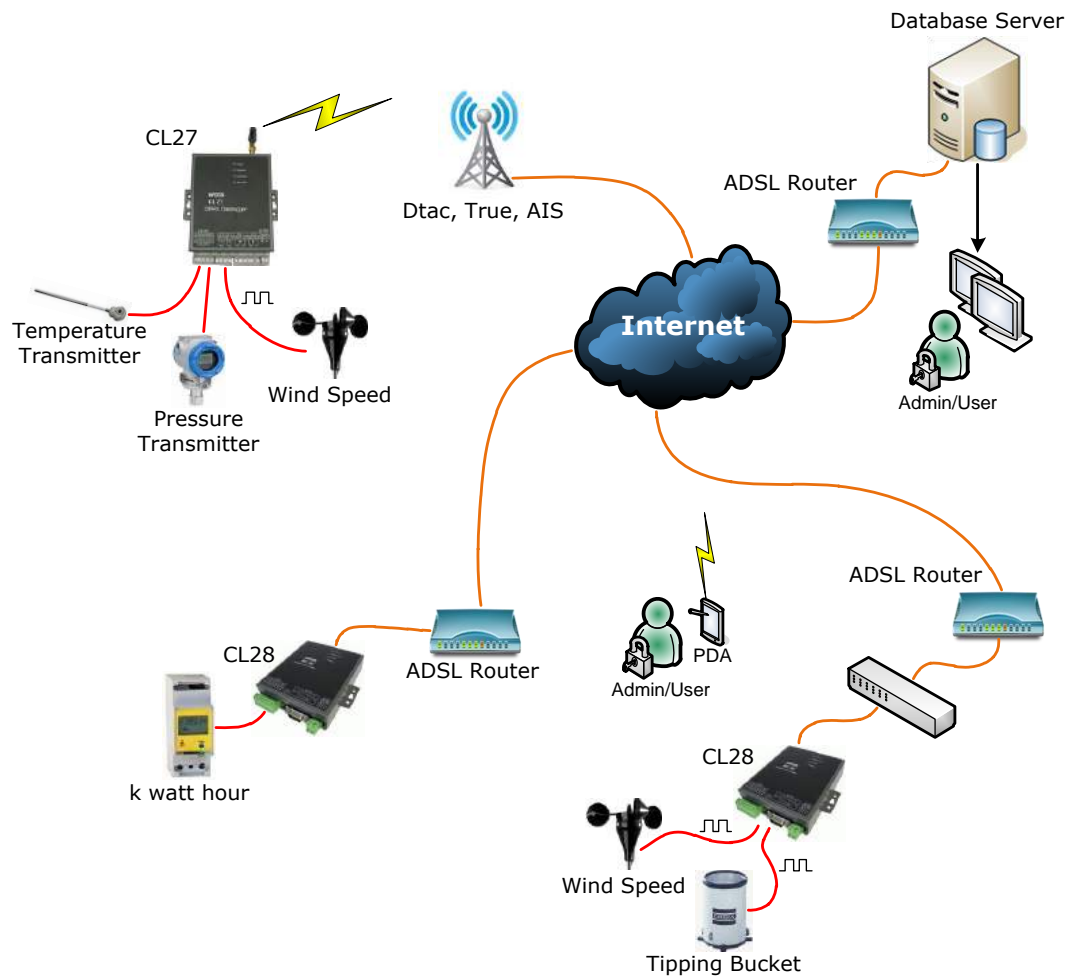 Database Server
CL27
ADSL Router
Dtac, True, AIS
Internet
Temperature
Transmitter
Wind Speed
Pressure
Transmitter
Admin/User
ADSL Router
CL28
ADSL Router
PDA
Admin/User
k watt hour
CL28
Wind Speed
Tipping Bucket